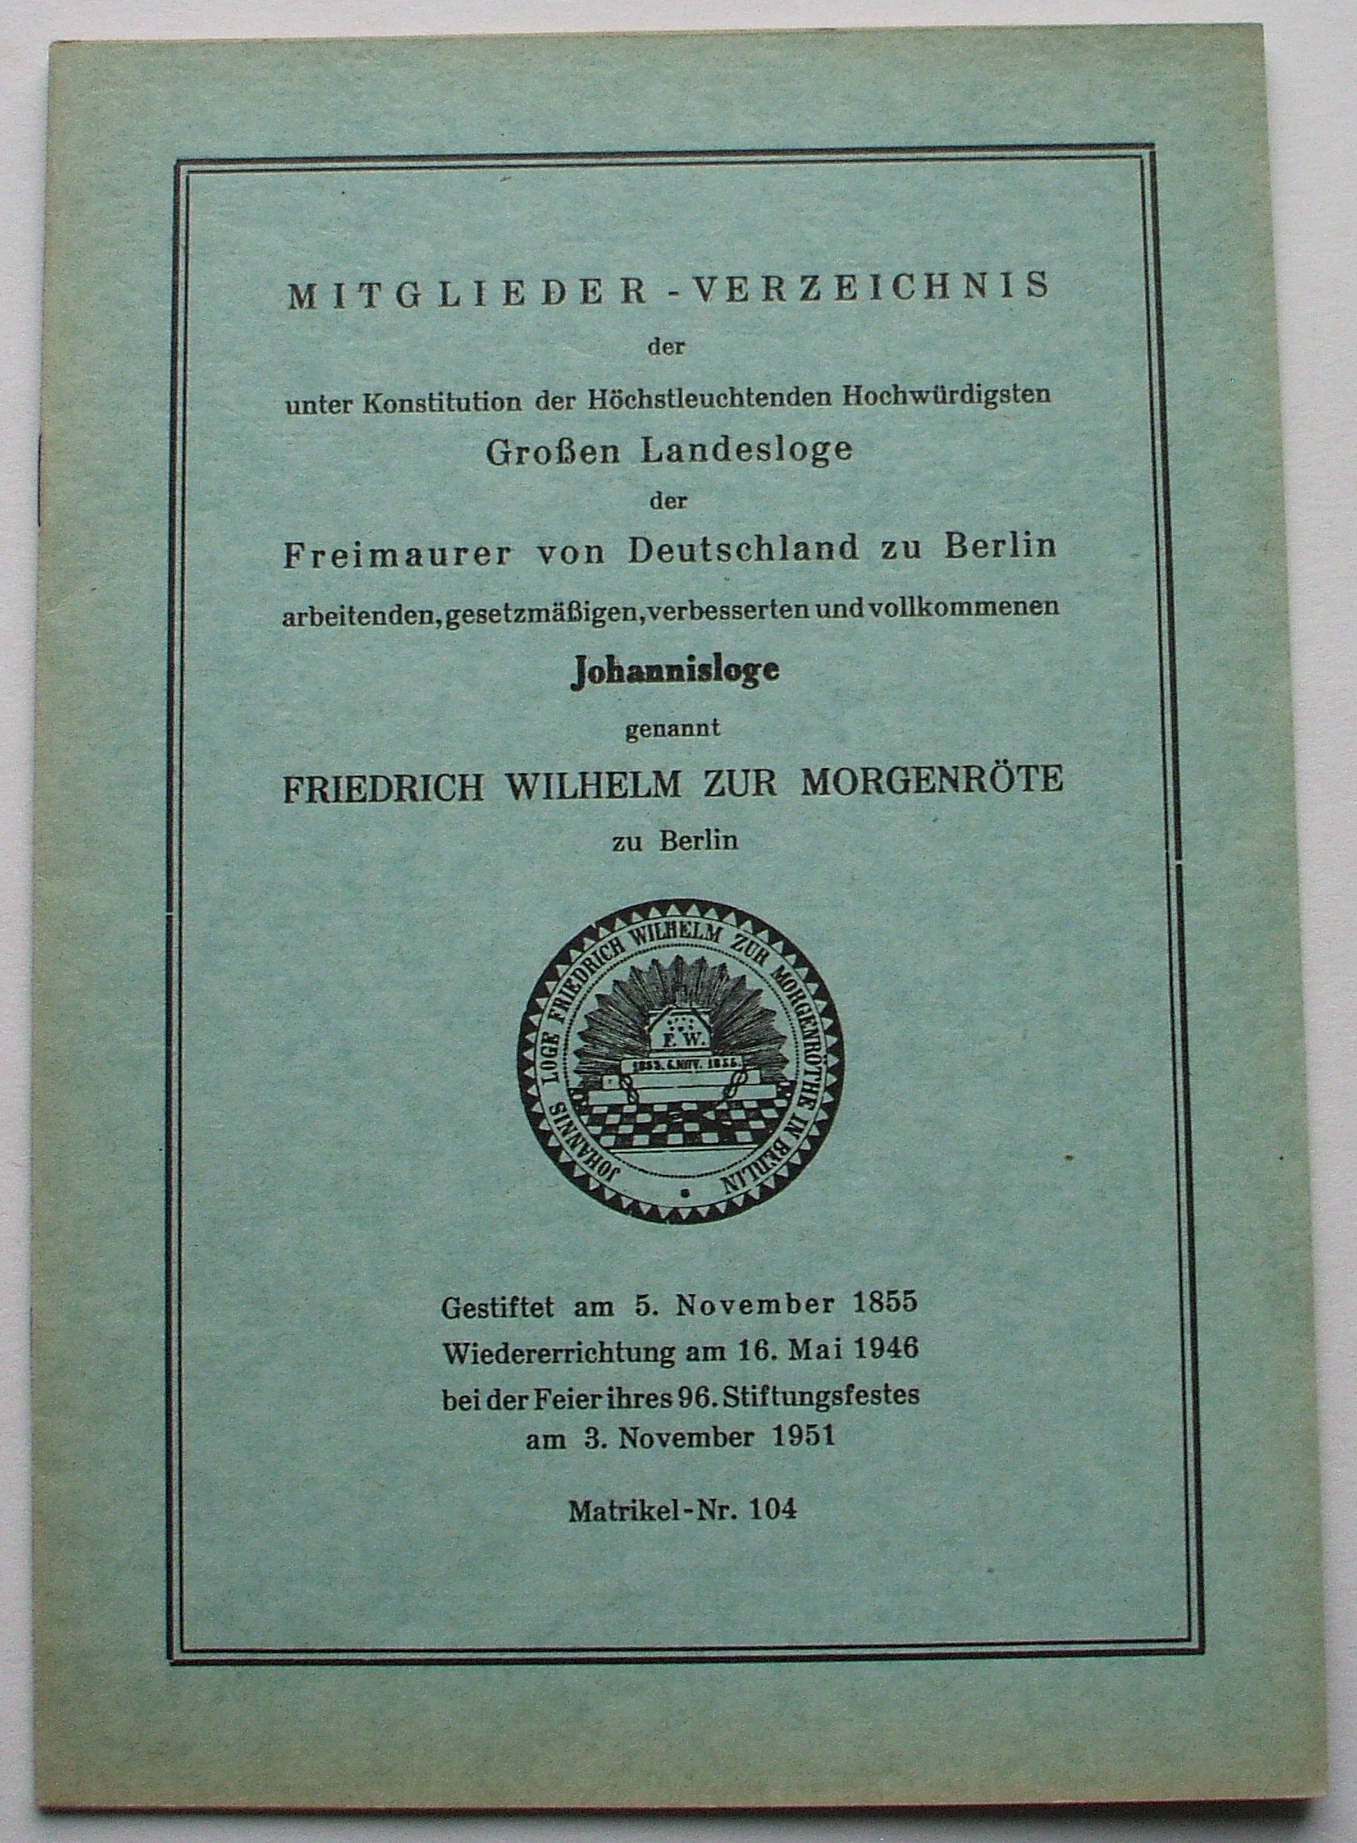 MITGLIEDER-VERZEICHNIS
der
unter Konstitution der Höchstleuchtenden Hochwürdigsten
Großen Landesloge
der
Freimaurer von Deutschland zu Berlin
arbeitenden, gesetzmäßigen, verbesserten und vollkommenen
Johannisloge
genannt
FRIEDRICH WILHELM ZUR MORGENRÖTE
zu Berlin
JOHANNIS LOGE FRIEDRICH WILHELM ZUR MORGENRÖTHE IN BERLIN
F. W.
NOV. 1855.
Gestiftet am 5. November 1855
Wiedererrichtung am 16. Mai 1946
bei der Feier ihres 96. Stiftungsfestes
am 3. November 1951
Matrikel-Nr. 104